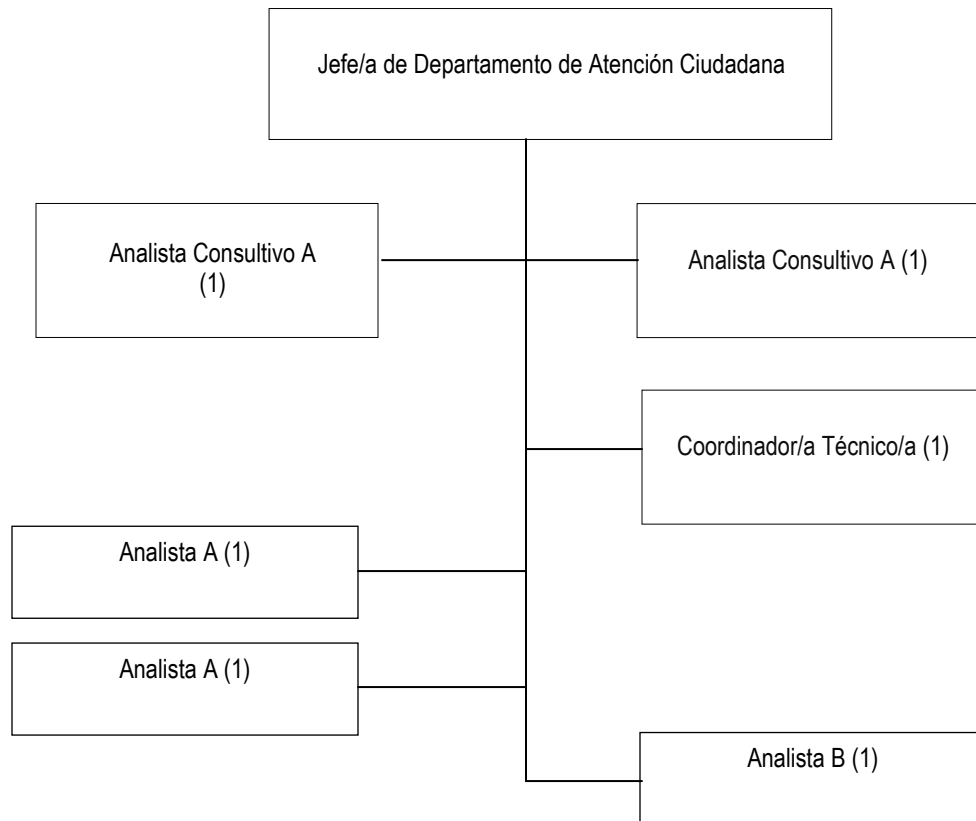 Jefe/a de Departamento de Atención Ciudadana
Analista Consultivo A
(1)
Analista Consultivo A (1)
Coordinador/a Técnico/a (1)
Analista A (1)
Analista A (1)
Analista B (1)